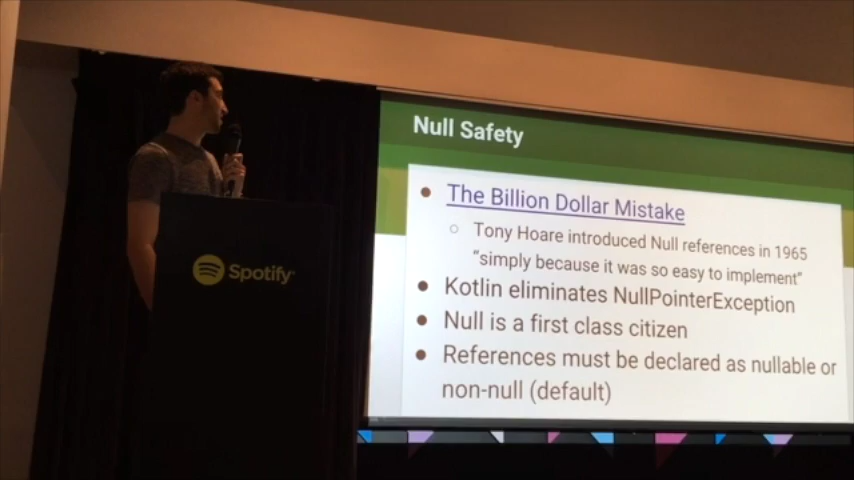 Null Safety
The Billion Dollar Mistake
Tony Hoare introduced Null references in 1965
"simply because it was so easy to implement"
Kotlin eliminates NullPointerException
Null is a first class citizen
References must be declared as nullable or
non-null (default)
Spotify